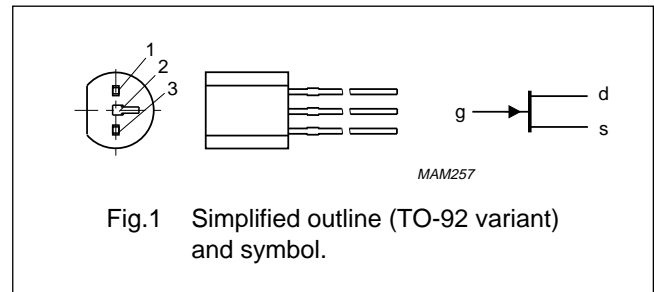 1
2
3
g
d
s
MAM257
Fig.1 Simplified outline (TO-92 variant)
and symbol.